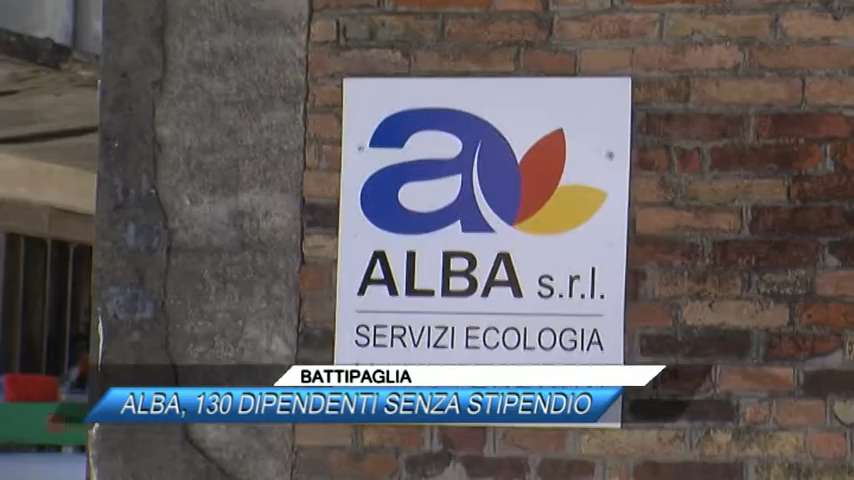 a
ALBA s.r.l.
SERVIZI ECOLOGIA
BATTIPAGLIA
ALBA, 130 DIPENDENTI SENZA STIPENDIO